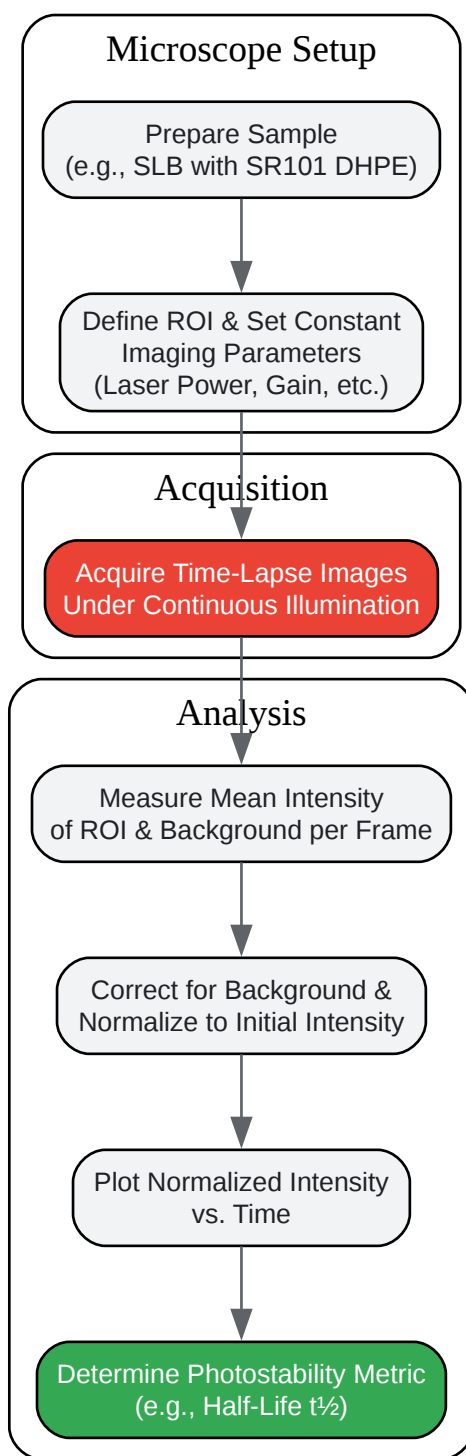 Microscope Setup
Prepare Sample
(e.g., SLB with SR101 DHPE)
Define ROI & Set Constant
Imaging Parameters
(Laser Power, Gain, etc.)
Acquisition
Acquire Time-Lapse Images
Under Continuous Illumination
Analysis
Measure Mean Intensity
of ROI & Background per Frame
Correct for Background &
Normalize to Initial Intensity
Plot Normalized Intensity
vs. Time
Determine Photostability Metric
(e.g., Half-Life t½)